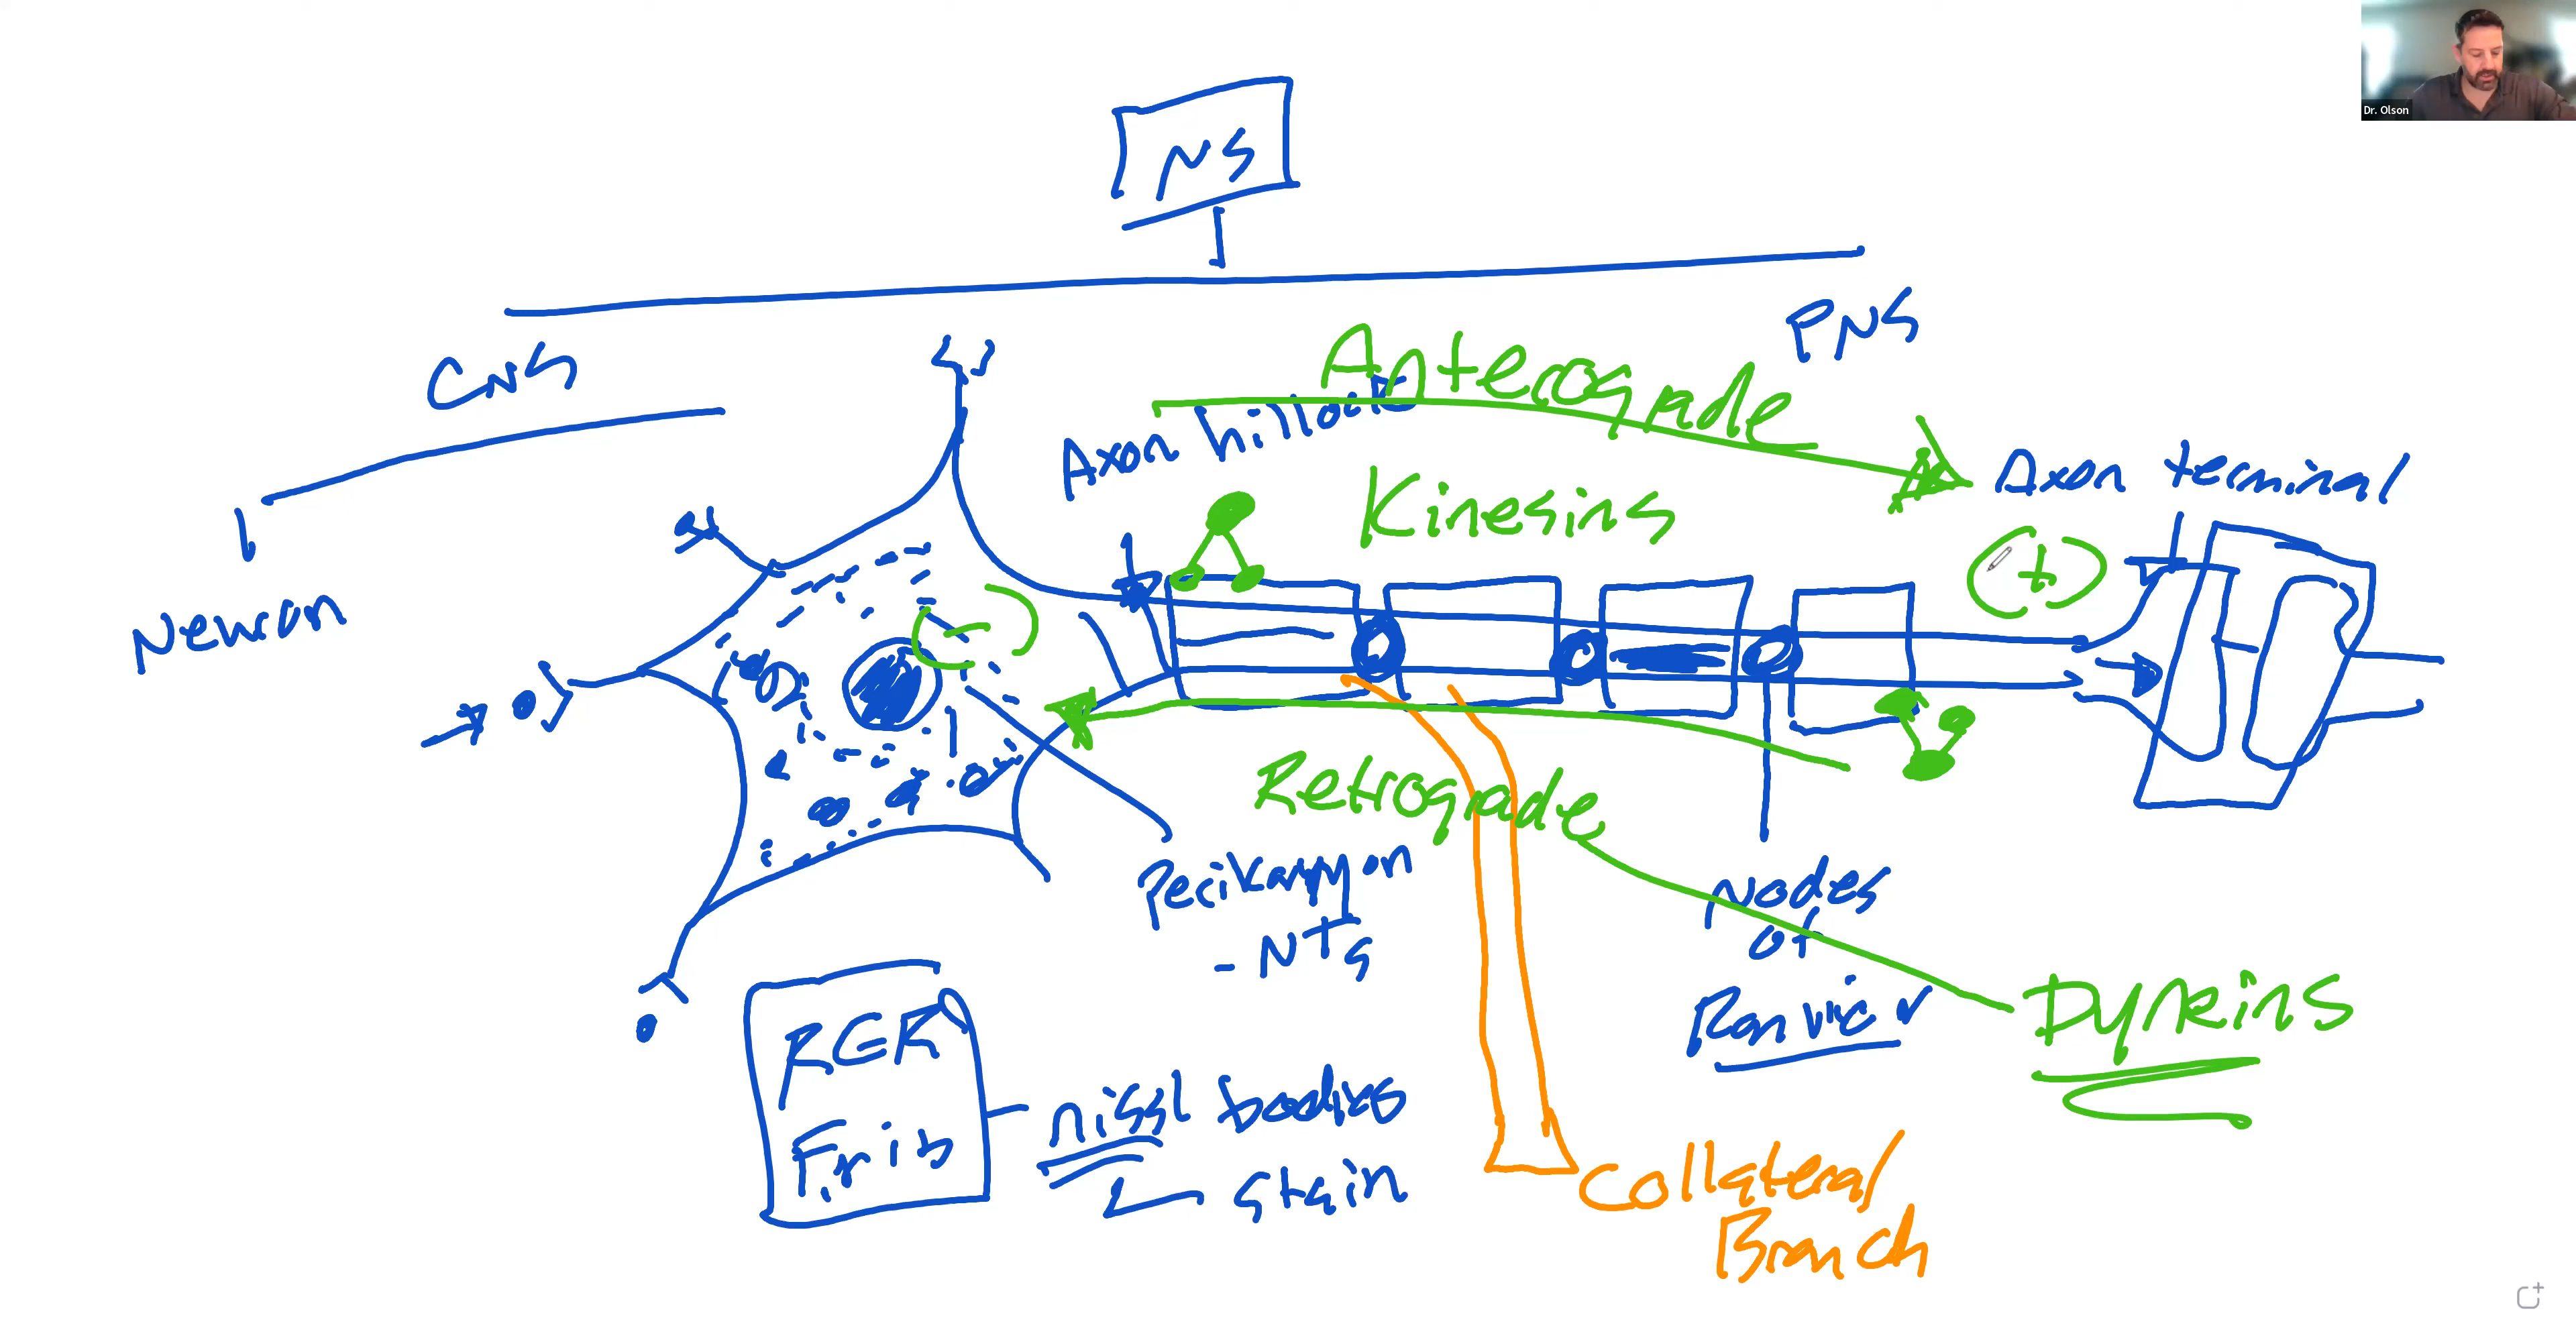 Dr. Olson
NS
CNS
PNS
Anterograde
Axon hillock
Axon terminal
Kinesins
(+)
Neuron
(-)
Retrograde
Perikaryon
- NTs
Nodes
of
Ranvier
Dyneins
RER
Frib
nissl bodies
stain
Collateral
Branch